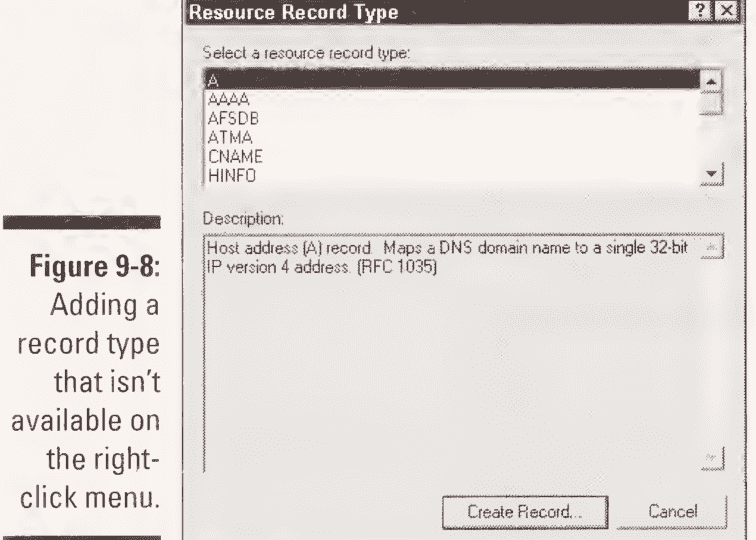 Resource Record Type
Select a resource record type:
A
AAAA
AFSDB
ATMA
CNAME
HINFO
Description:
Host address (A) record. Maps a DNS domain name to a single 32-bit
IP version 4 address. (RFC 1035)
Create Record...
Cancel
Figure 9-8:
Adding a
record type
that isn't
available on
the right-
click menu.